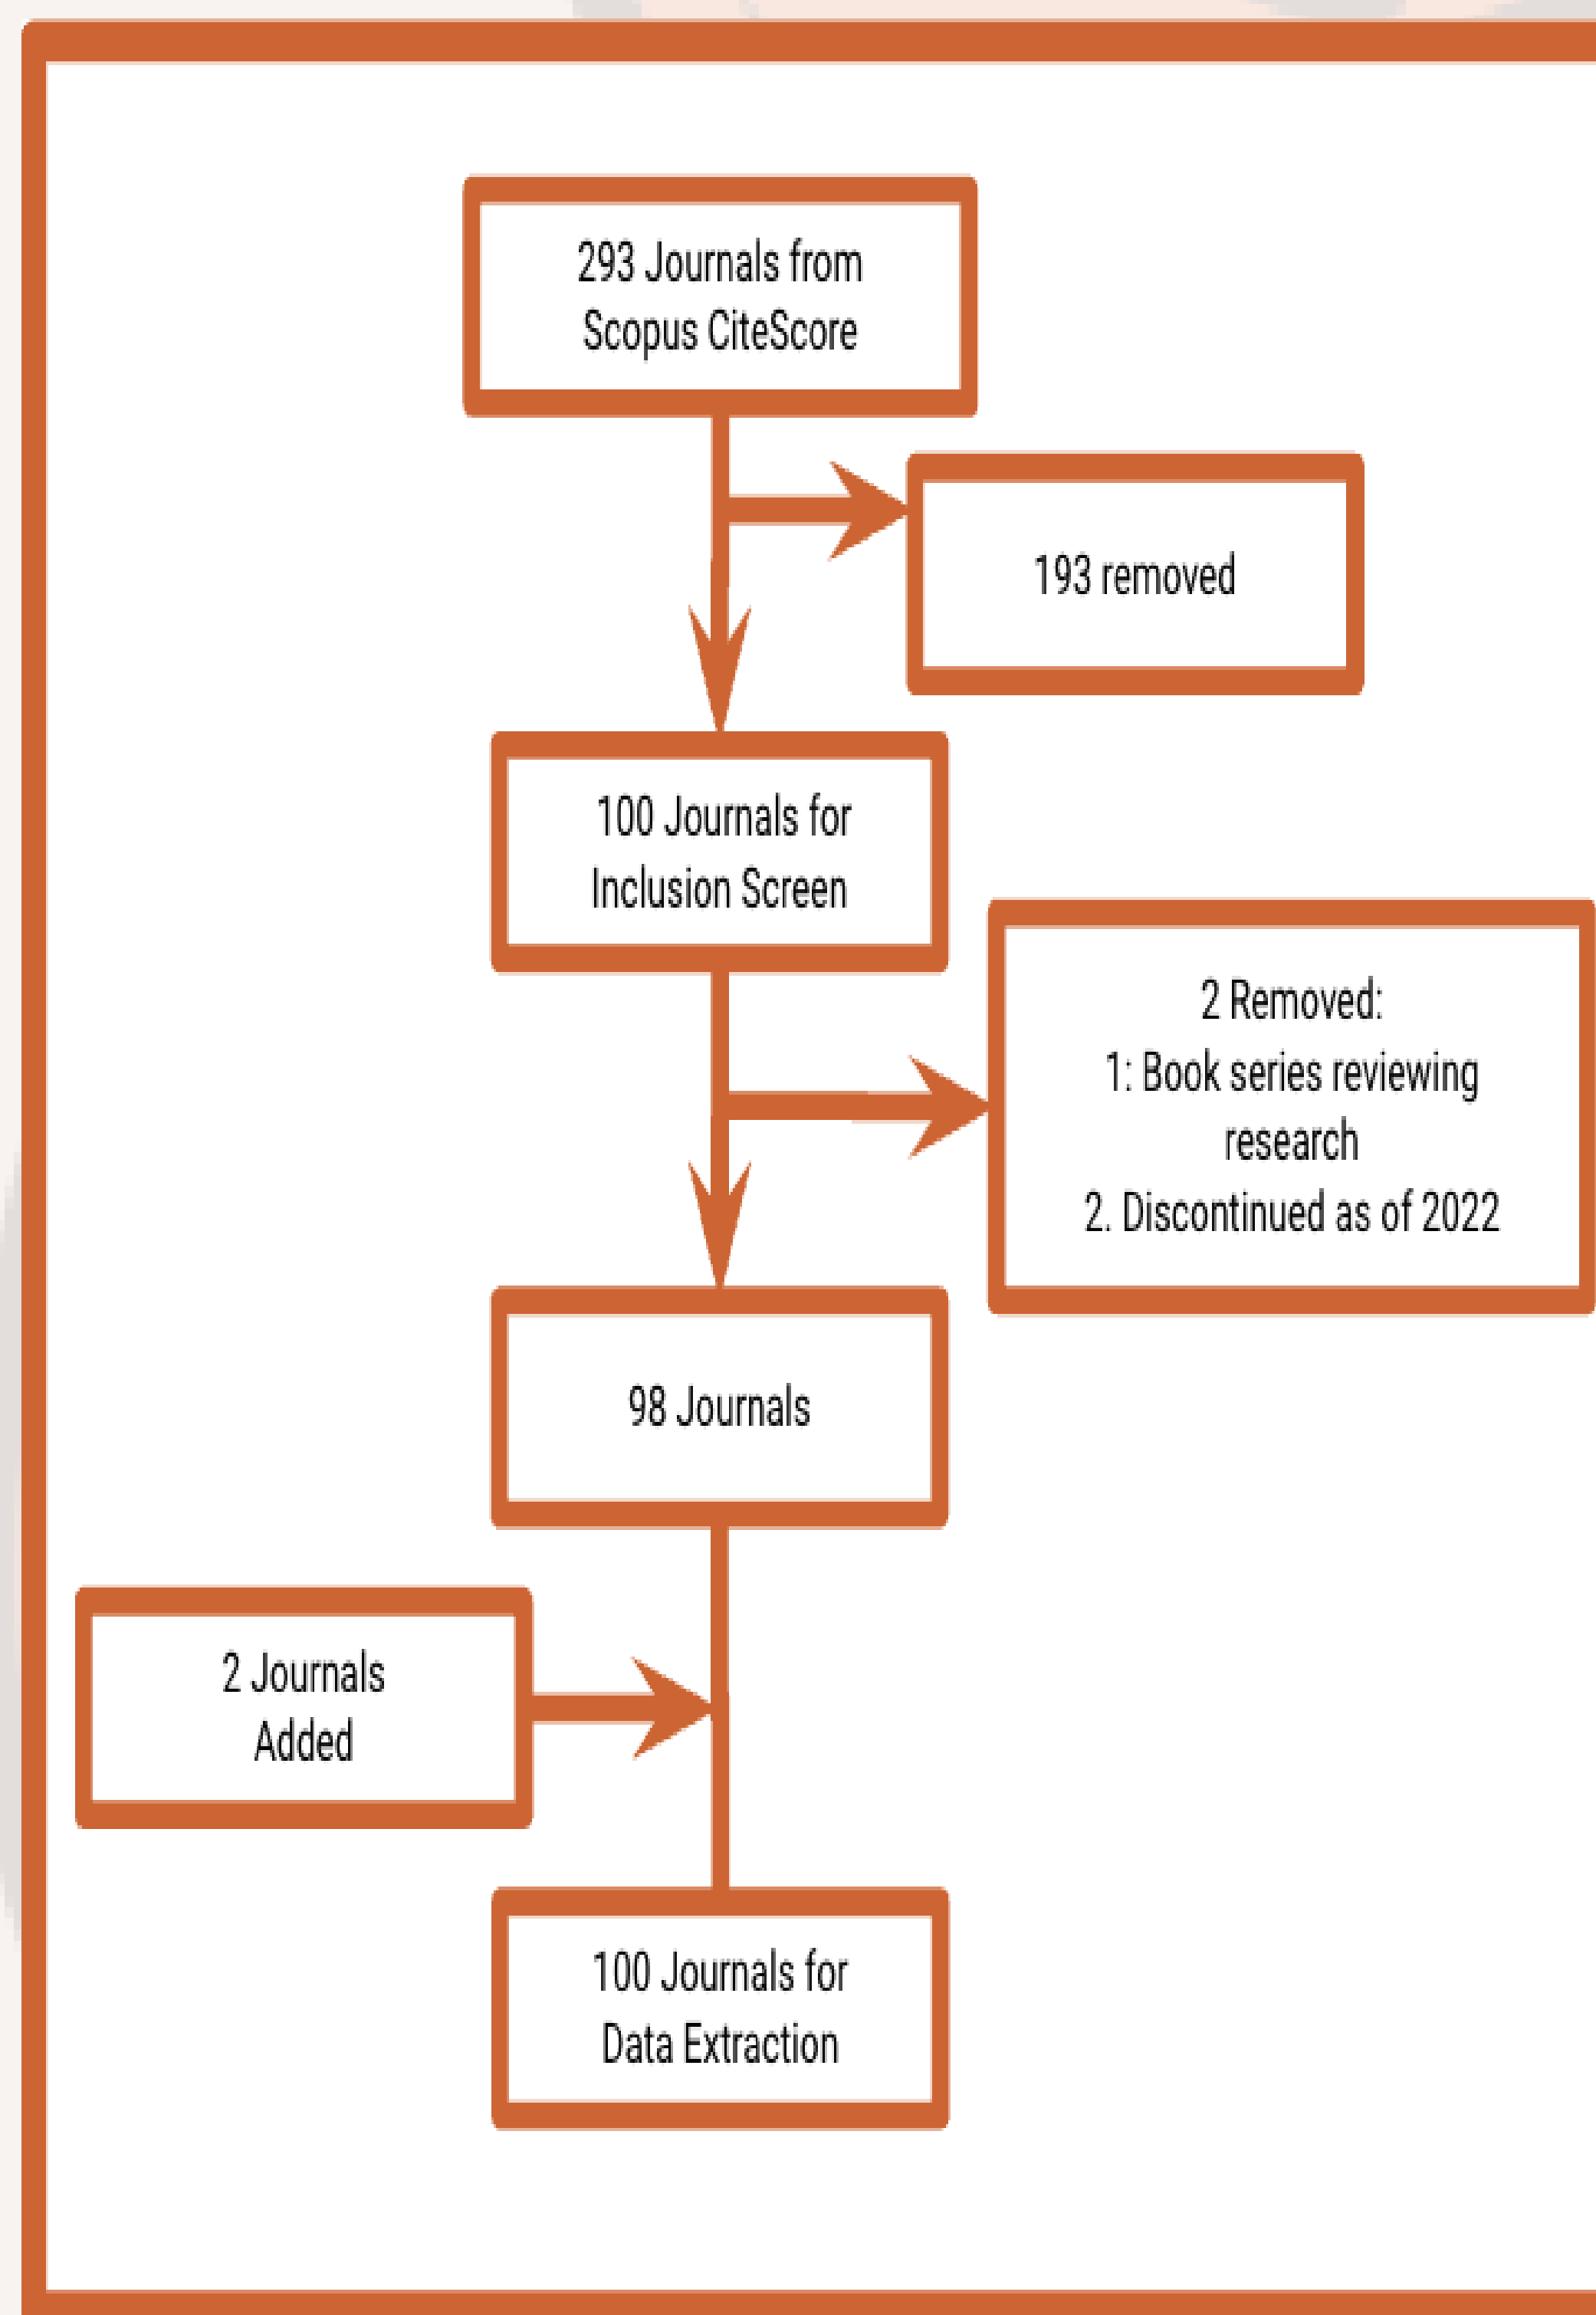 293 Journals from
Scopus CiteScore
193 removed
100 Journals for
Inclusion Screen
2 Removed:
1: Book series reviewing
research
2. Discontinued as of 2022
98 Journals
2 Journals
Added
100 Journals for
Data Extraction